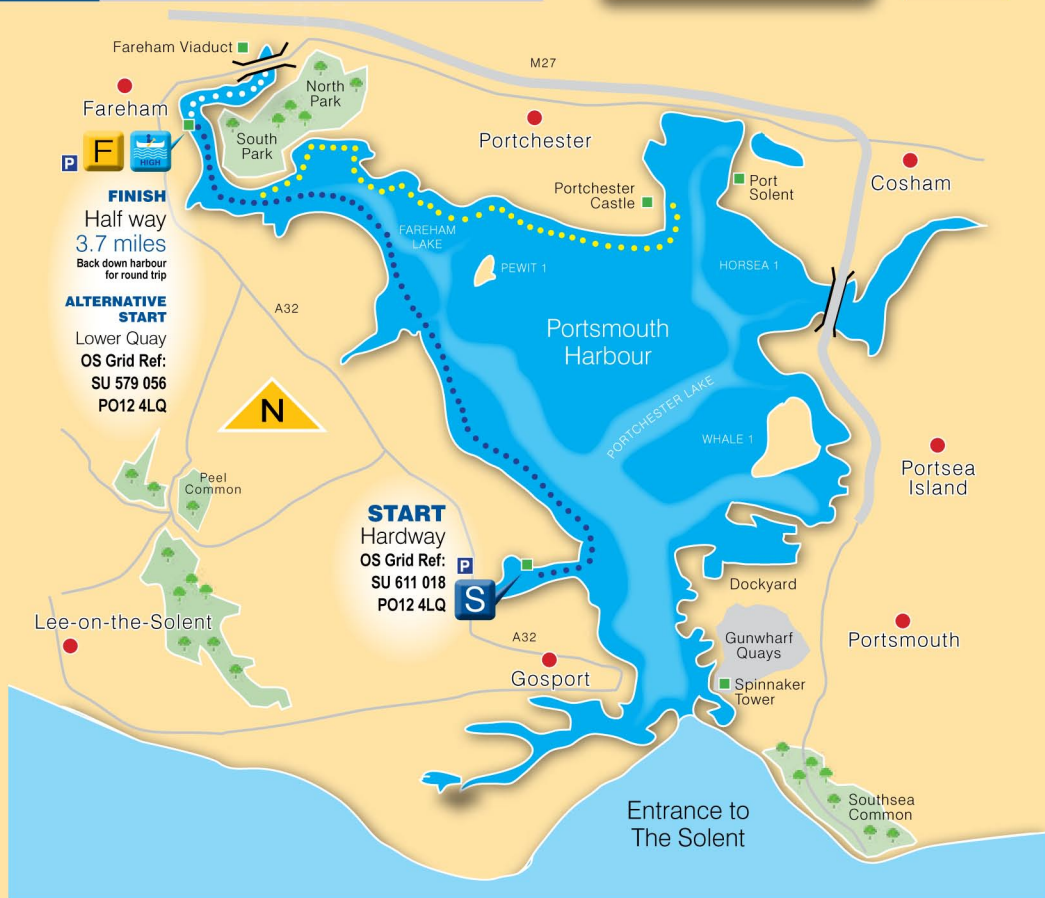 Fareham Viaduct
M27
Fareham
North
Park
South
Park
Portchester
Cosham
P
F
HIGH
Portchester
Castle
Port
Solent
FINISH
Half way
3.7 miles
Back down harbour
for round trip
ALTERNATIVE
START
Lower Quay
OS Grid Ref:
SU 579 056
PO12 4LQ
FAREHAM
LAKE
PEWIT 1
HORSEA 1
A32
Portsmouth
Harbour
N
PORTCHESTER LAKE
WHALE 1
Portsea
Island
Peel
Common
START
Hardway
OS Grid Ref:
SU 611 018
PO12 4LQ
P
S
Dockyard
Lee-on-the-Solent
A32
Gosport
Gunwharf
Quays
Portsmouth
Spinnaker
Tower
Entrance to
The Solent
Southsea
Common